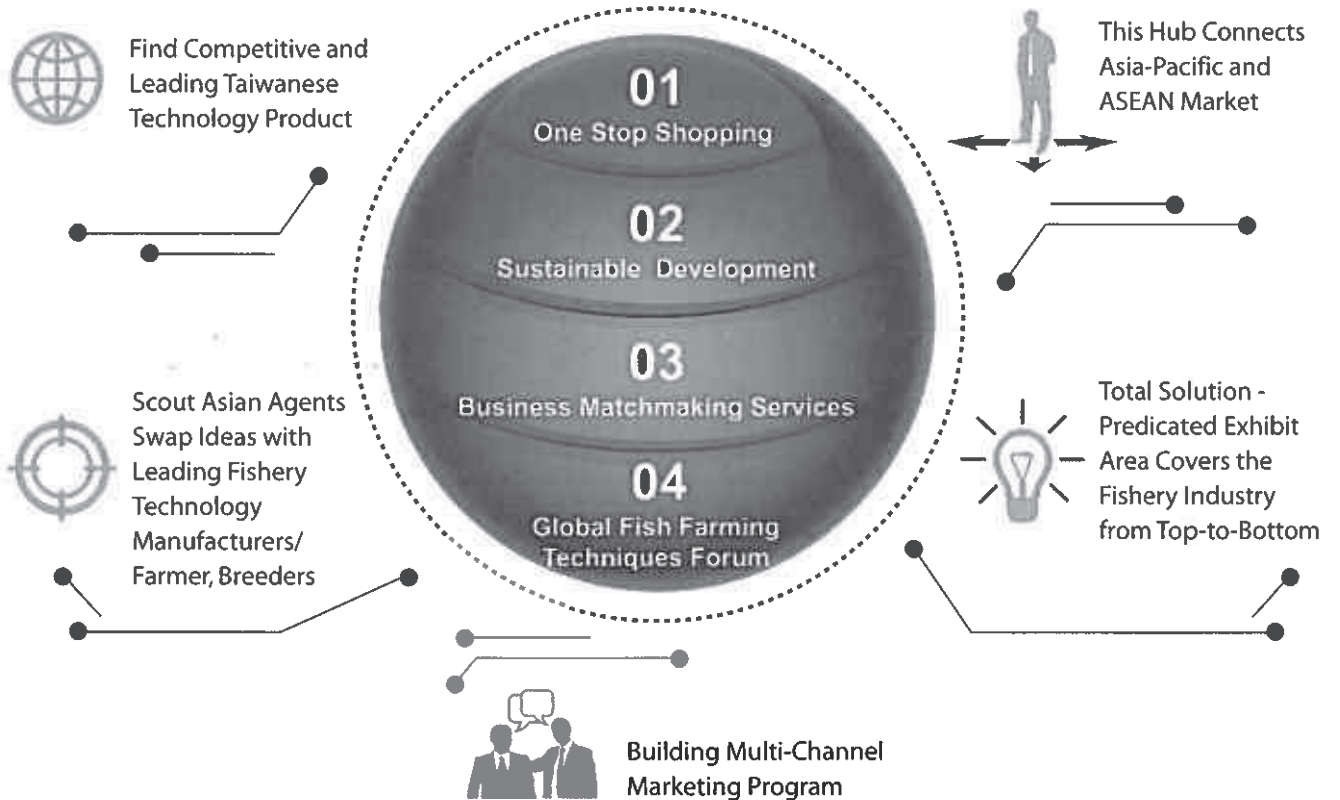 Find Competitive and
Leading Taiwanese
Technology Product
01
One Stop Shopping
02
Sustainable Development
03
Business Matchmaking Services
04
Global Fish Farming
Techniques Forum
This Hub Connects
Asia-Pacific and
ASEAN Market
Scout Asian Agents
Swap Ideas with
Leading Fishery
Technology
Manufacturers/
Farmer, Breeders
Total Solution -
Predicated Exhibit
Area Covers the
Fishery Industry
from Top-to-Bottom
Building Multi-Channel
Marketing Program